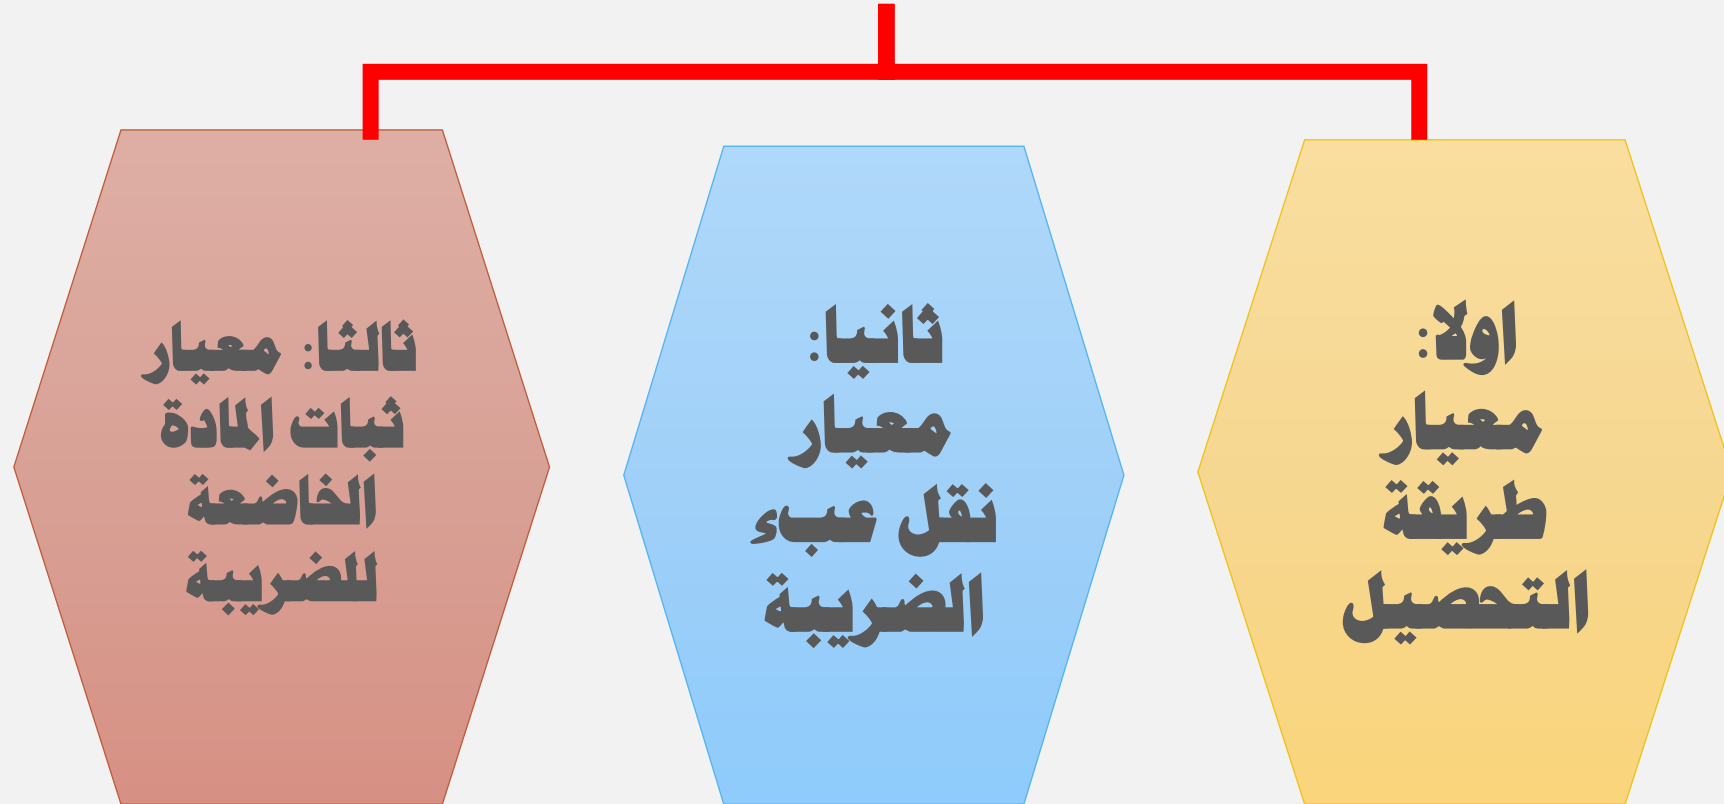 اولا:
معيار
طريقة
التحصيل
ثانيا:
معيار
نقل عبء
الضريبة
ثالثا: معيار
ثبات المادة
الخاضعة
للضريبة